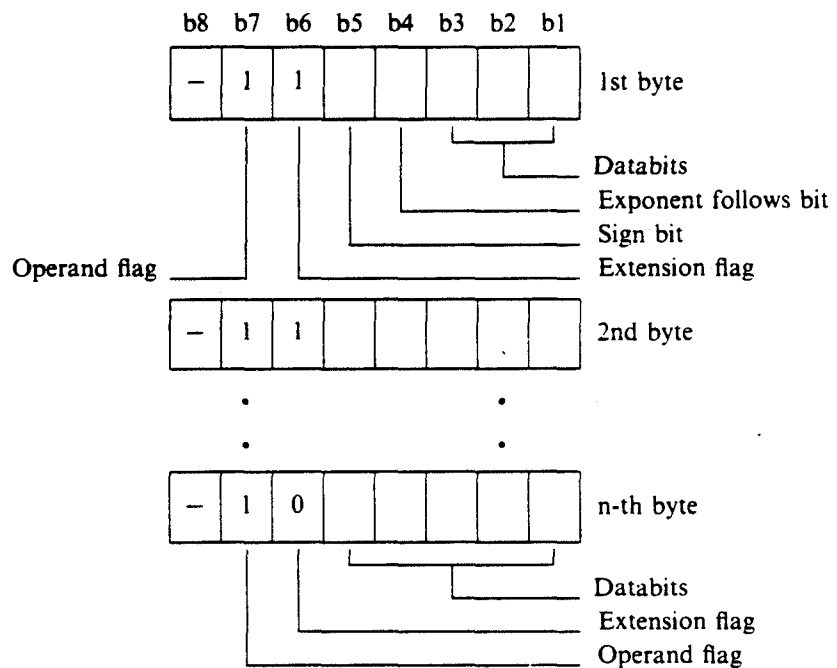 b8 b7 b6 b5 b4 b3 b2 b1
– 1 1 1st byte
Databits
Exponent follows bit
Sign bit
Operand flag Extension flag
– 1 1 2nd byte
– 1 0 n-th byte
Databits
Extension flag
Operand flag